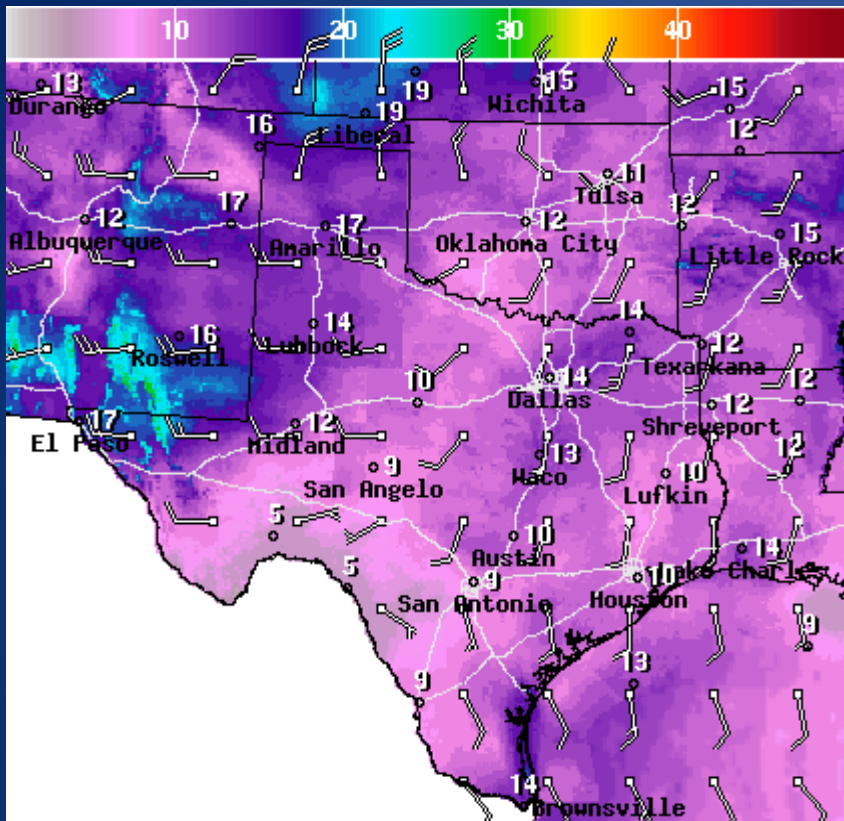 10 20 30 40
13 19 15 15
Durango Wichita
19
Liberal
16 12
11
Tulsa
12 17 17 12 12 15
Albuquerque Amarillo Oklahoma City Little Rock
16 14 14 12
Roswell Lubbock Texarkana
14
Dallas
10 12 12
17 12 Shreveport
El Paso Midland
9 13 10 12
San Angelo Waco Lufkin
5 10 14
Austin
5 9 10 Lake Charles
San Antonio Houston
9
13
9
14
Brownsville